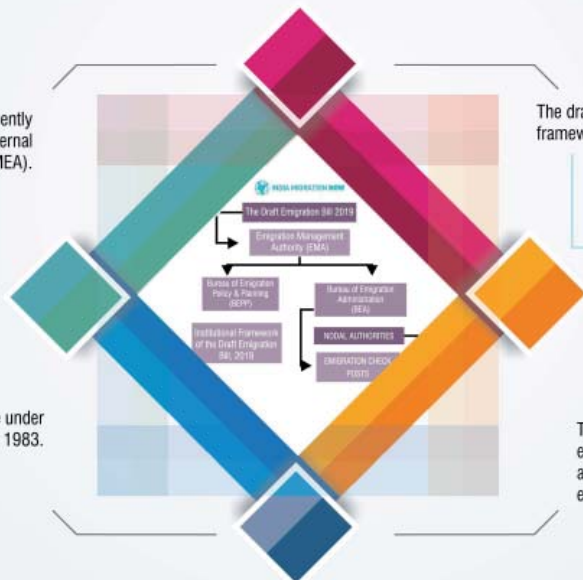 ently
ernal
MEA).
The dra
framew
INDIA MIGRATION NOW
The Draft Emigration Bill 2019
Emigration Management
Authority (EMA)
Bureau of Emigration
Policy & Planning
(BEPP)
Bureau of Emigration
Administration
(BEA)
Institutional Framework
of the Draft Emigration
Bill, 2019
NODAL AUTHORITIES
EMIGRATION CHECK
POSTS
under
1983.
T
e
a
e